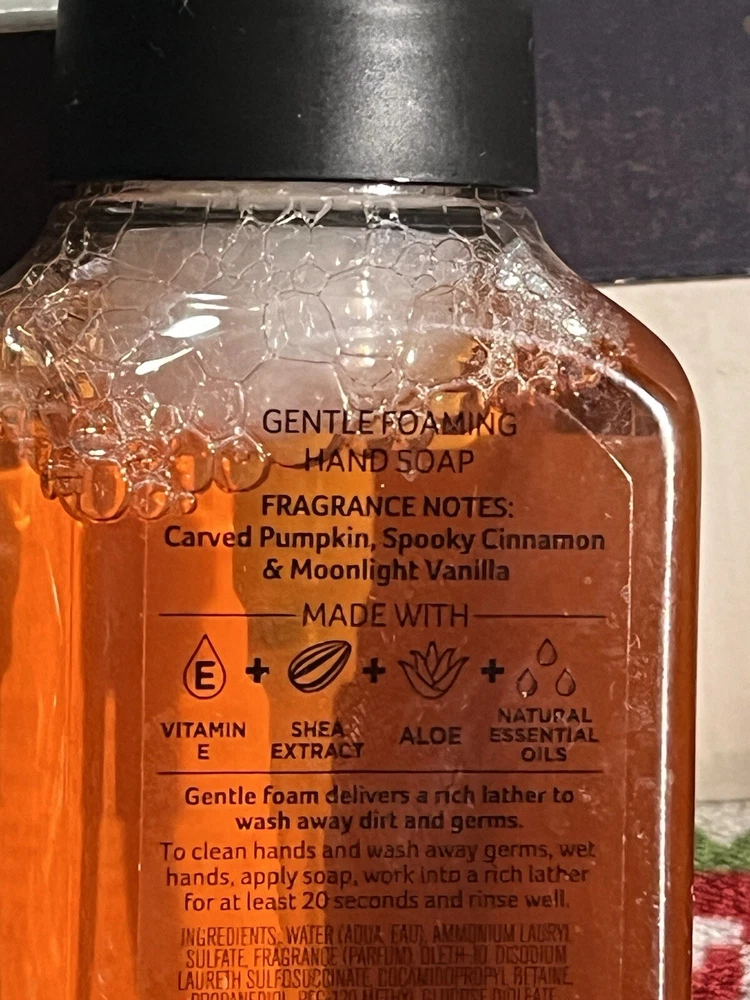 GENTLE FOAMING
HAND SOAP
FRAGRANCE NOTES:
Carved Pumpkin, Spooky Cinnamon
& Moonlight Vanilla
MADE WITH
E + + +
VITAMIN E
SHEA EXTRACT
ALOE
NATURAL ESSENTIAL OILS
Gentle foam delivers a rich lather to
wash away dirt and germs.
To clean hands and wash away germs, wet
hands, apply soap, work into a rich lather
for at least 20 seconds and rinse well.
INGREDIENTS: WATER (AQUA, EAU), AMMONIUM LAURYL
SULFATE, FRAGRANCE (PARFUM), OLETH-10, DISODIUM
LAURETH SULFOSUCCINATE, COCAMIDOPROPYL BETAINE,